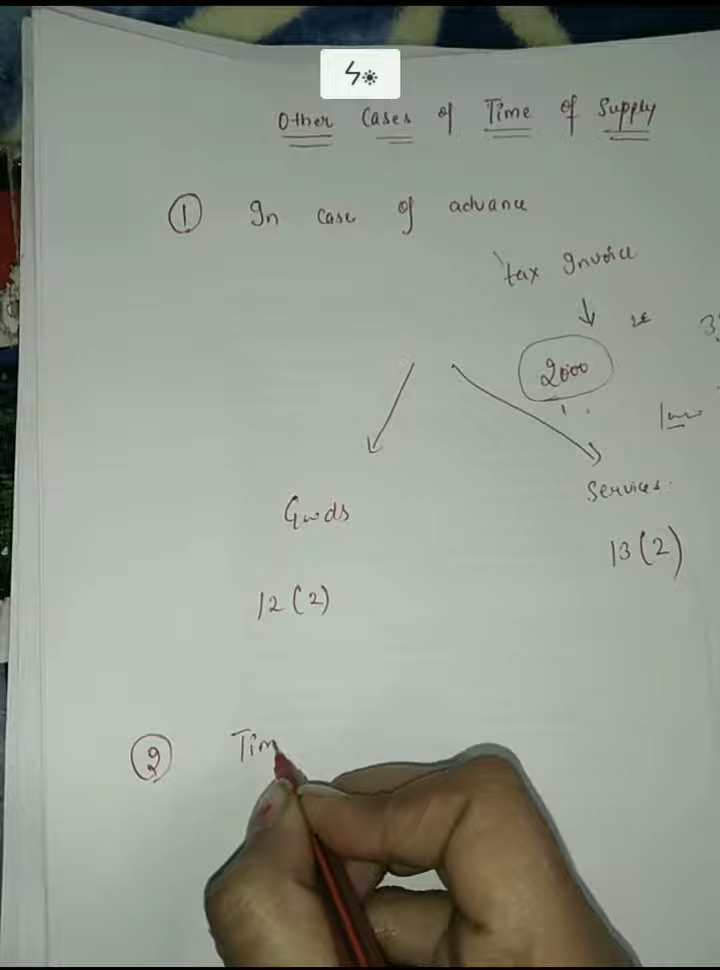 Other Cases of Time of Supply
① In case of advance
tax Invoice
2000
law
Goods
Services.
12(2)
13(2)
② Tim